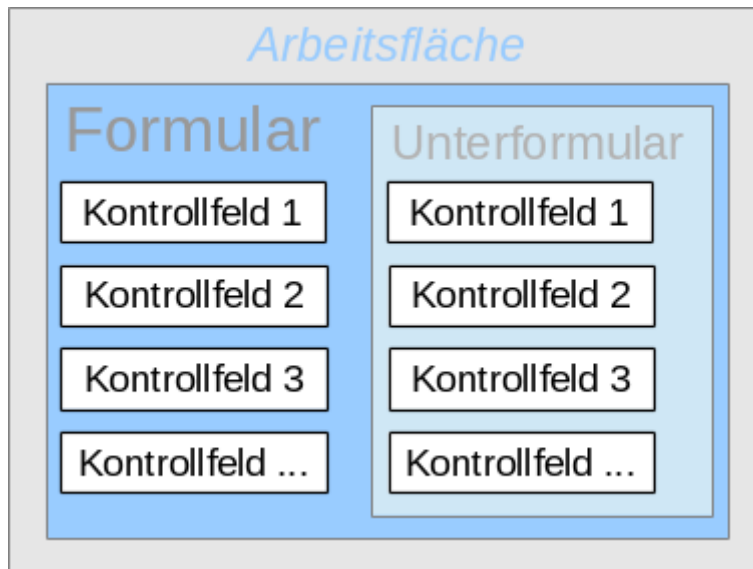 Arbeitsfläche
Formular
Kontrollfeld 1
Kontrollfeld 2
Kontrollfeld 3
Kontrollfeld ...
Unterformular
Kontrollfeld 1
Kontrollfeld 2
Kontrollfeld 3
Kontrollfeld ...